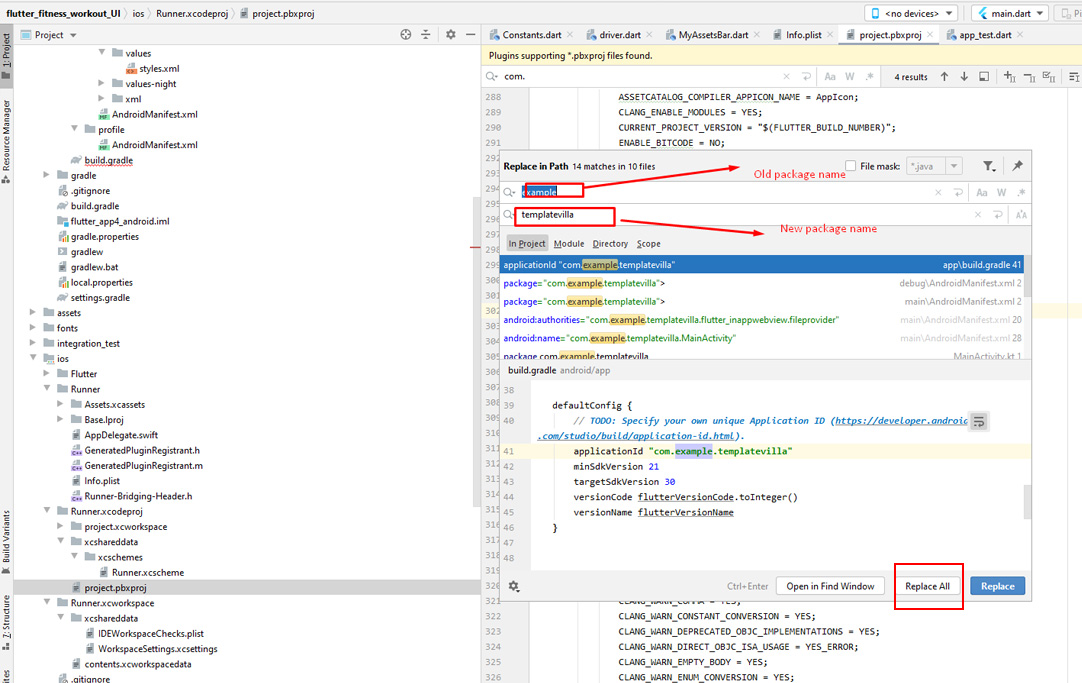 flutter_fitness_workout_UI ios Runner.xcodeproj project.pbxproj
<no devices> main.dart
Project
Constants.dart driver.dart MyAssetsBar.dart Info.plist project.pbxproj app_test.dart
Plugins supporting *.pbxproj files found.
com.
Aa W .* 4 results
1: Project
Resource Manager
Build Variants
Z: Structure
values
styles.xml
values-night
xml
AndroidManifest.xml
profile
AndroidManifest.xml
build.gradle
gradle
.gitignore
build.gradle
flutter_app4_android.iml
gradle.properties
gradlew
gradlew.bat
local.properties
settings.gradle
assets
fonts
integration_test
ios
Flutter
Runner
Assets.xcassets
Base.lproj
AppDelegate.swift
GeneratedPluginRegistrant.h
GeneratedPluginRegistrant.m
Info.plist
Runner-Bridging-Header.h
Runner.xcodeproj
project.xcworkspace
xcshareddata
xcschemes
Runner.xcscheme
project.pbxproj
Runner.xcworkspace
xcshareddata
IDEWorkspaceChecks.plist
WorkspaceSettings.xcsettings
contents.xcworkspacedata
.gitignore
288 ASSETCATALOG_COMPILER_APPICON_NAME = AppIcon;
289 CLANG_ENABLE_MODULES = YES;
290 CURRENT_PROJECT_VERSION = "$(FLUTTER_BUILD_NUMBER)";
291 ENABLE_BITCODE = NO;
Replace in Path 14 matches in 10 files
File mask: *.java
example
Aa W .*
Old package name
templatevilla
New package name
In Project Module Directory Scope
applicationId "com.example.templatevilla" app\build.gradle 41
package="com.example.templatevilla"> debug\AndroidManifest.xml 2
package="com.example.templatevilla"> main\AndroidManifest.xml 2
android:authorities="com.example.templatevilla.flutter_inappwebview.fileprovider" main\AndroidManifest.xml 20
android:name="com.example.templatevilla.MainActivity" main\AndroidManifest.xml 28
package com.example.templatevilla MainActivity.kt 1
build.gradle android/app
38
39 defaultConfig {
40 // TODO: Specify your own unique Application ID (https://developer.android
.com/studio/build/application-id.html).
41 applicationId "com.example.templatevilla"
42 minSdkVersion 21
43 targetSdkVersion 30
44 versionCode flutterVersionCode.toInteger()
45 versionName flutterVersionName
46 }
47
48
Ctrl+Enter Open in Find Window Replace All Replace
321 CLANG_WARN_COMMA = YES;
322 CLANG_WARN_CONSTANT_CONVERSION = YES;
323 CLANG_WARN_DEPRECATED_OBJC_IMPLEMENTATIONS = YES;
324 CLANG_WARN_DIRECT_OBJC_ISA_USAGE = YES_ERROR;
325 CLANG_WARN_EMPTY_BODY = YES;
326 CLANG_WARN_ENUM_CONVERSION = YES;